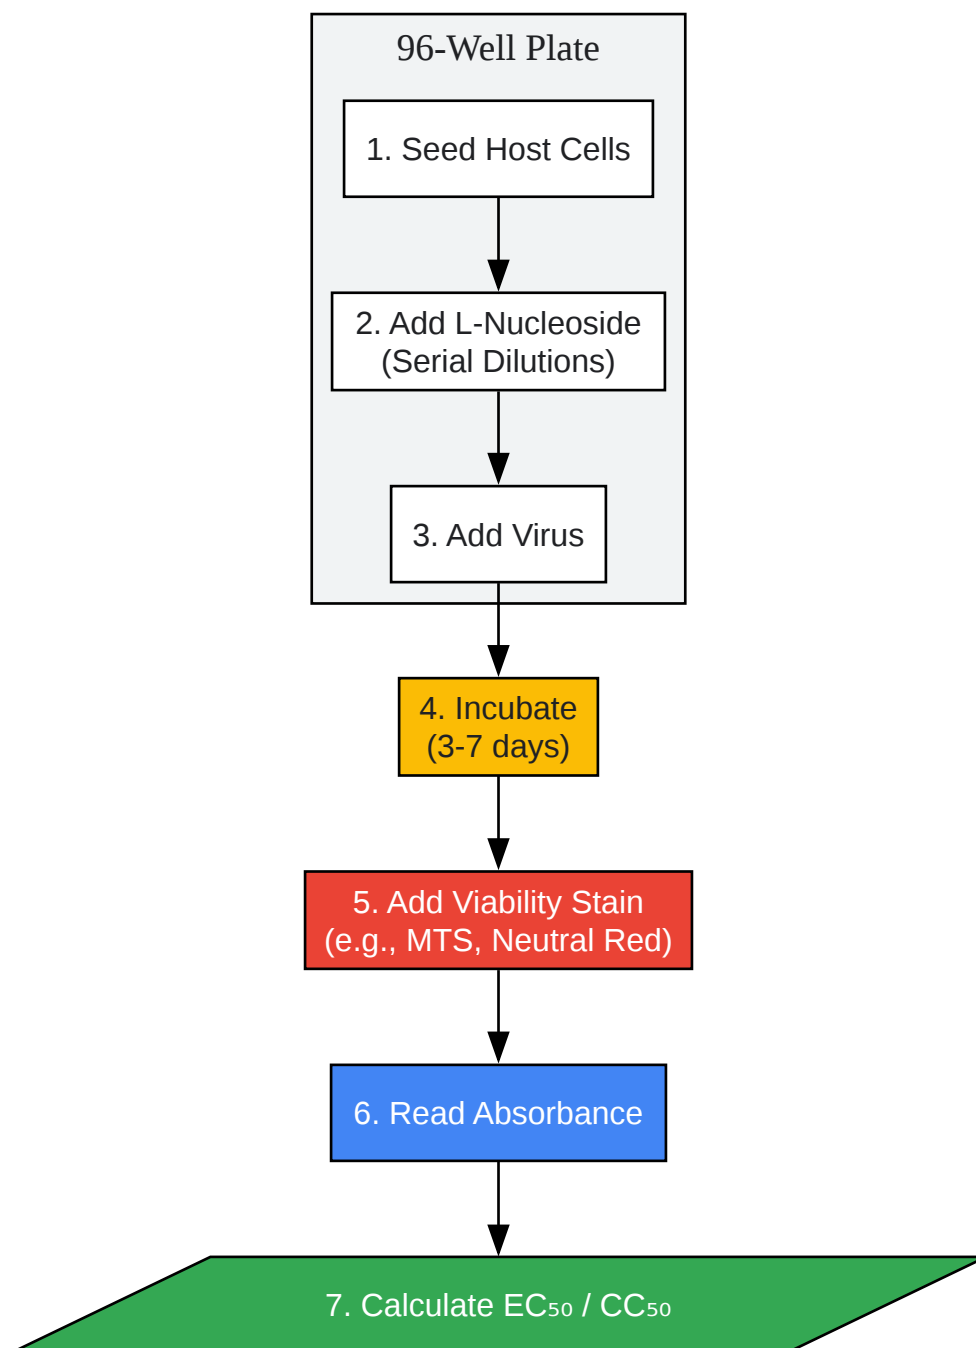 96-Well Plate
1. Seed Host Cells
2. Add L-Nucleoside
(Serial Dilutions)
3. Add Virus
4. Incubate
(3-7 days)
5. Add Viability Stain
(e.g., MTS, Neutral Red)
6. Read Absorbance
7. Calculate EC₅₀ / CC₅₀